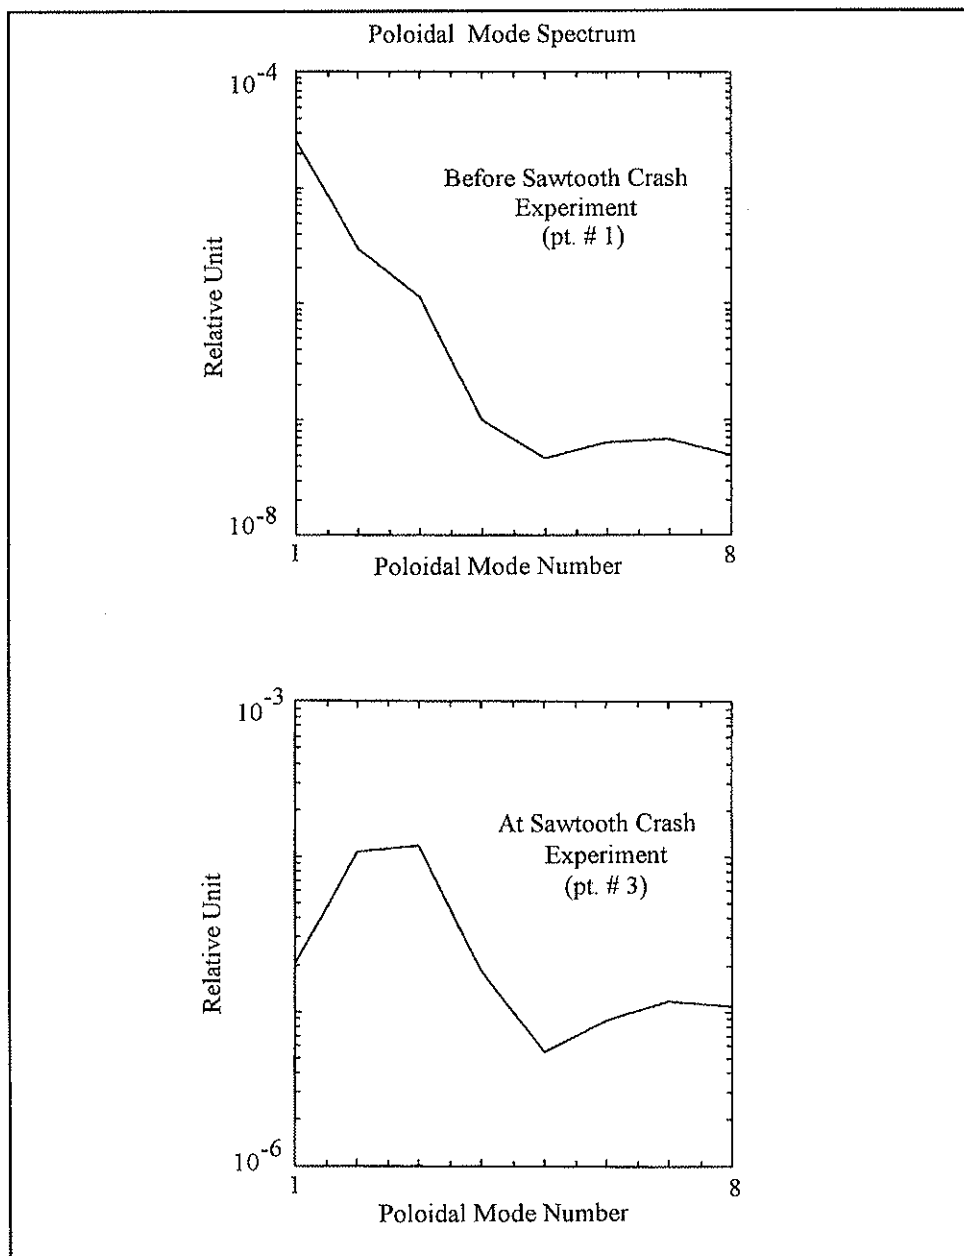 Poloidal Mode Spectrum
10-4
Before Sawtooth Crash
Experiment
(pt. # 1)
Relative Unit
10-8
1
8
Poloidal Mode Number
10-3
At Sawtooth Crash
Experiment
(pt. # 3)
Relative Unit
10-6
1
8
Poloidal Mode Number